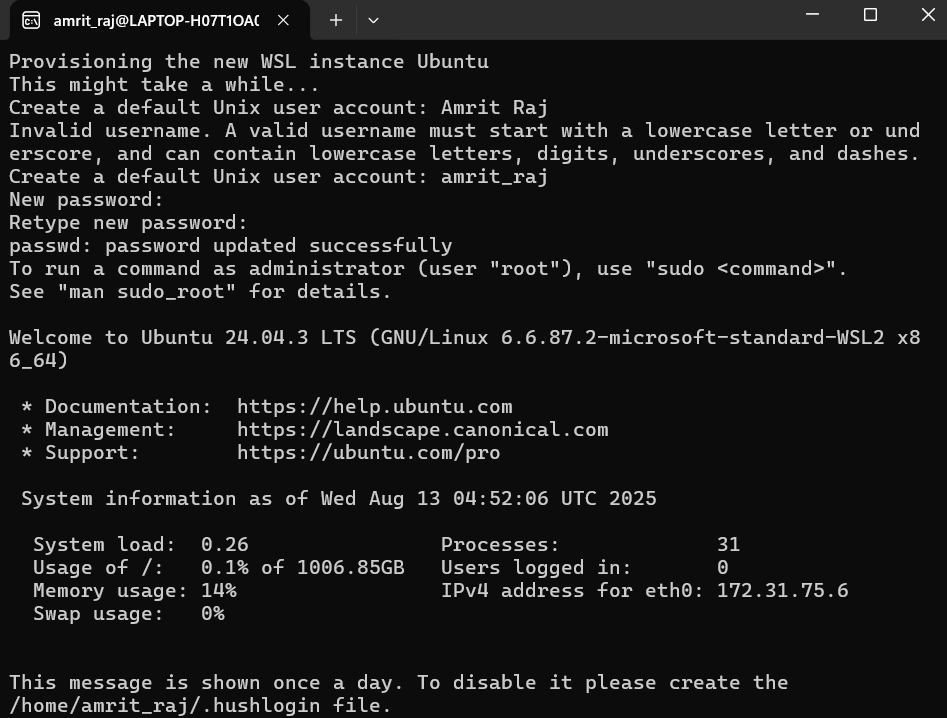 amrit_raj@LAPTOP-H07T1OA0
Provisioning the new WSL instance Ubuntu
This might take a while...
Create a default Unix user account: Amrit Raj
Invalid username. A valid username must start with a lowercase letter or und
erscore, and can contain lowercase letters, digits, underscores, and dashes.
Create a default Unix user account: amrit_raj
New password:
Retype new password:
passwd: password updated successfully
To run a command as administrator (user "root"), use "sudo <command>".
See "man sudo_root" for details.
Welcome to Ubuntu 24.04.3 LTS (GNU/Linux 6.6.87.2-microsoft-standard-WSL2 x8
6_64)
* Documentation:  https://help.ubuntu.com
* Management:     https://landscape.canonical.com
* Support:        https://ubuntu.com/pro
System information as of Wed Aug 13 04:52:06 UTC 2025
System load:  0.26                Processes:             31
Usage of /:   0.1% of 1006.85GB   Users logged in:       0
Memory usage: 14%                 IPv4 address for eth0: 172.31.75.6
Swap usage:   0%
This message is shown once a day. To disable it please create the
/home/amrit_raj/.hushlogin file.